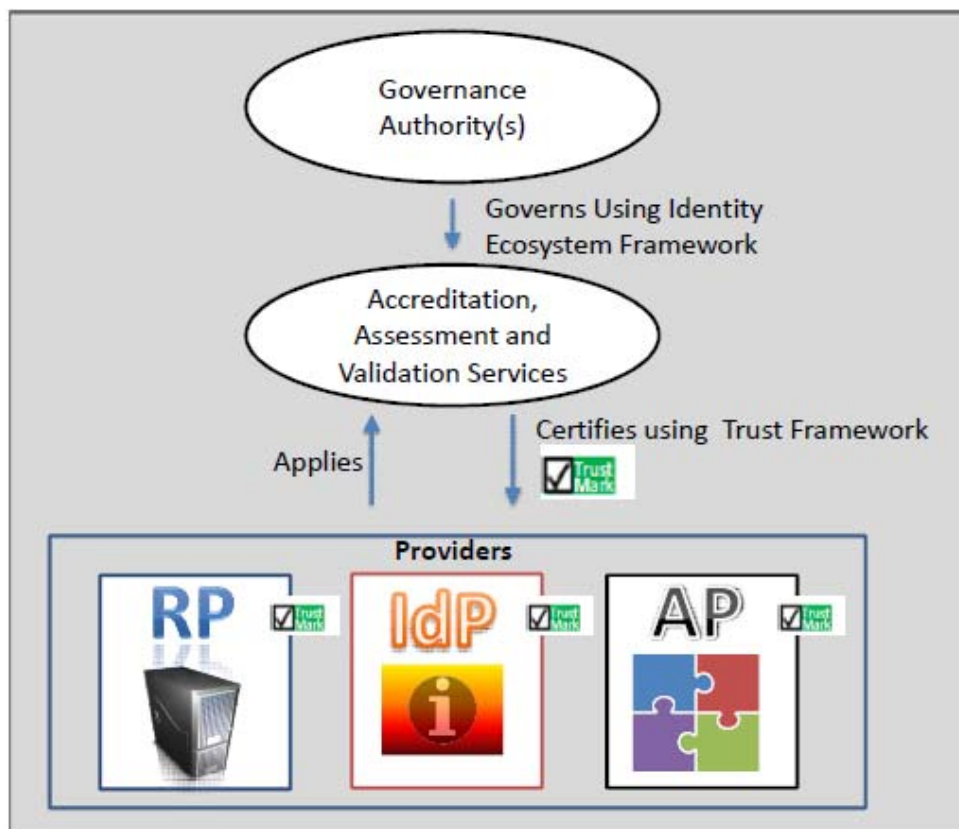 Governance
Authority(s)
Governs Using Identity
Ecosystem Framework
Accreditation,
Assessment and
Validation Services
Applies
Certifies using Trust Framework
Trust
Mark
Providers
RP
Trust
Mark
IdP
Trust
Mark
AP
Trust
Mark
i